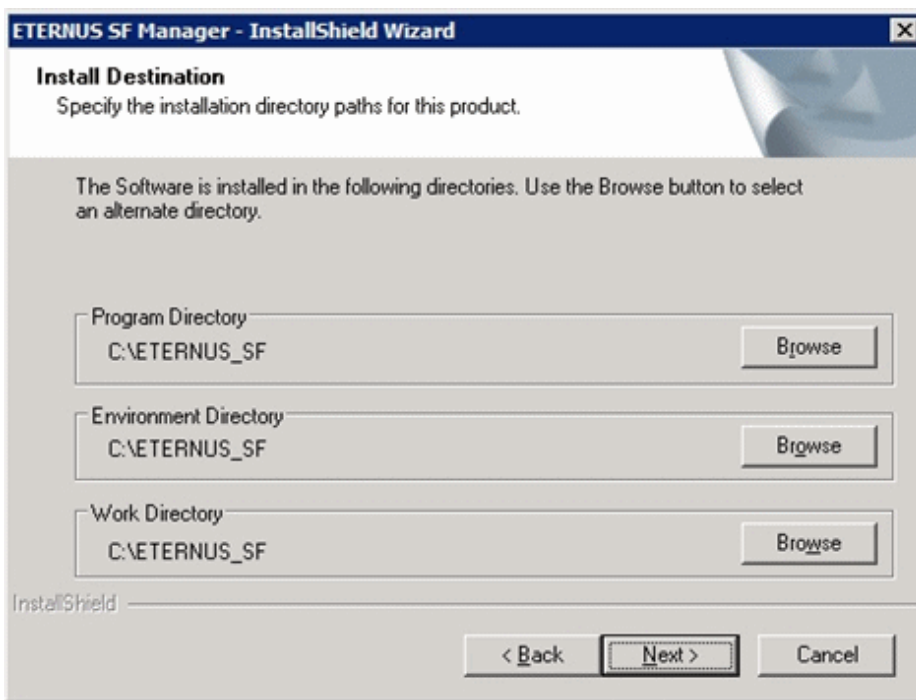 ETERNUS SF Manager - InstallShield Wizard
Install Destination
Specify the installation directory paths for this product.
The Software is installed in the following directories. Use the Browse button to select
an alternate directory.
Program Directory
C:\ETERNUS_SF
Browse
Environment Directory
C:\ETERNUS_SF
Browse
Work Directory
C:\ETERNUS_SF
Browse
InstallShield
< Back
Next >
Cancel